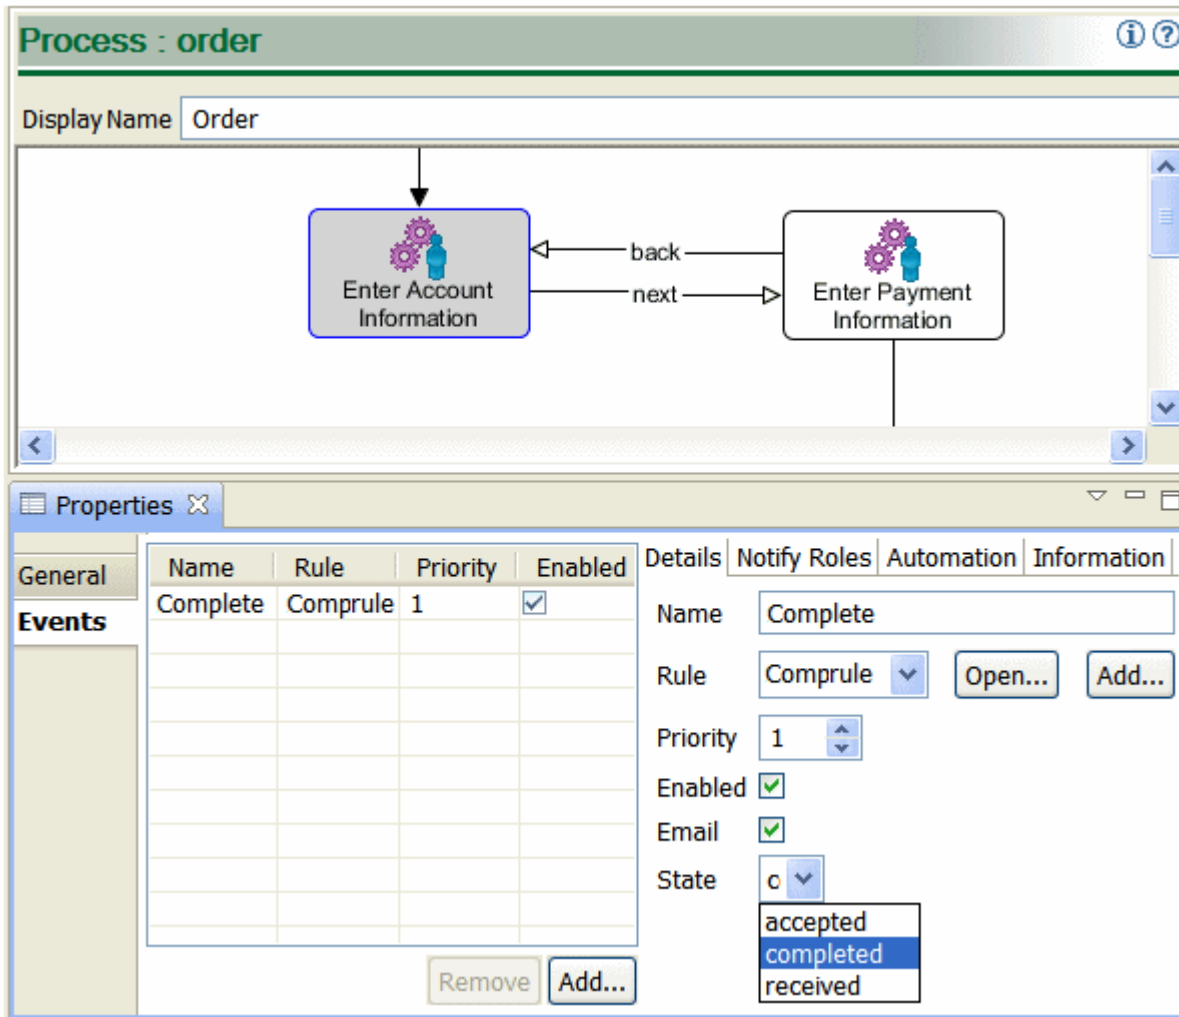 Process : order
Display Name Order
Enter Account
Information
back
next
Enter Payment
Information
Properties
General
Events
Name Rule Priority Enabled
Complete Comprule 1
Remove Add...
Details Notify Roles Automation Information
Name Complete
Rule Comprule Open... Add...
Priority 1
Enabled
Email
State
accepted
completed
received